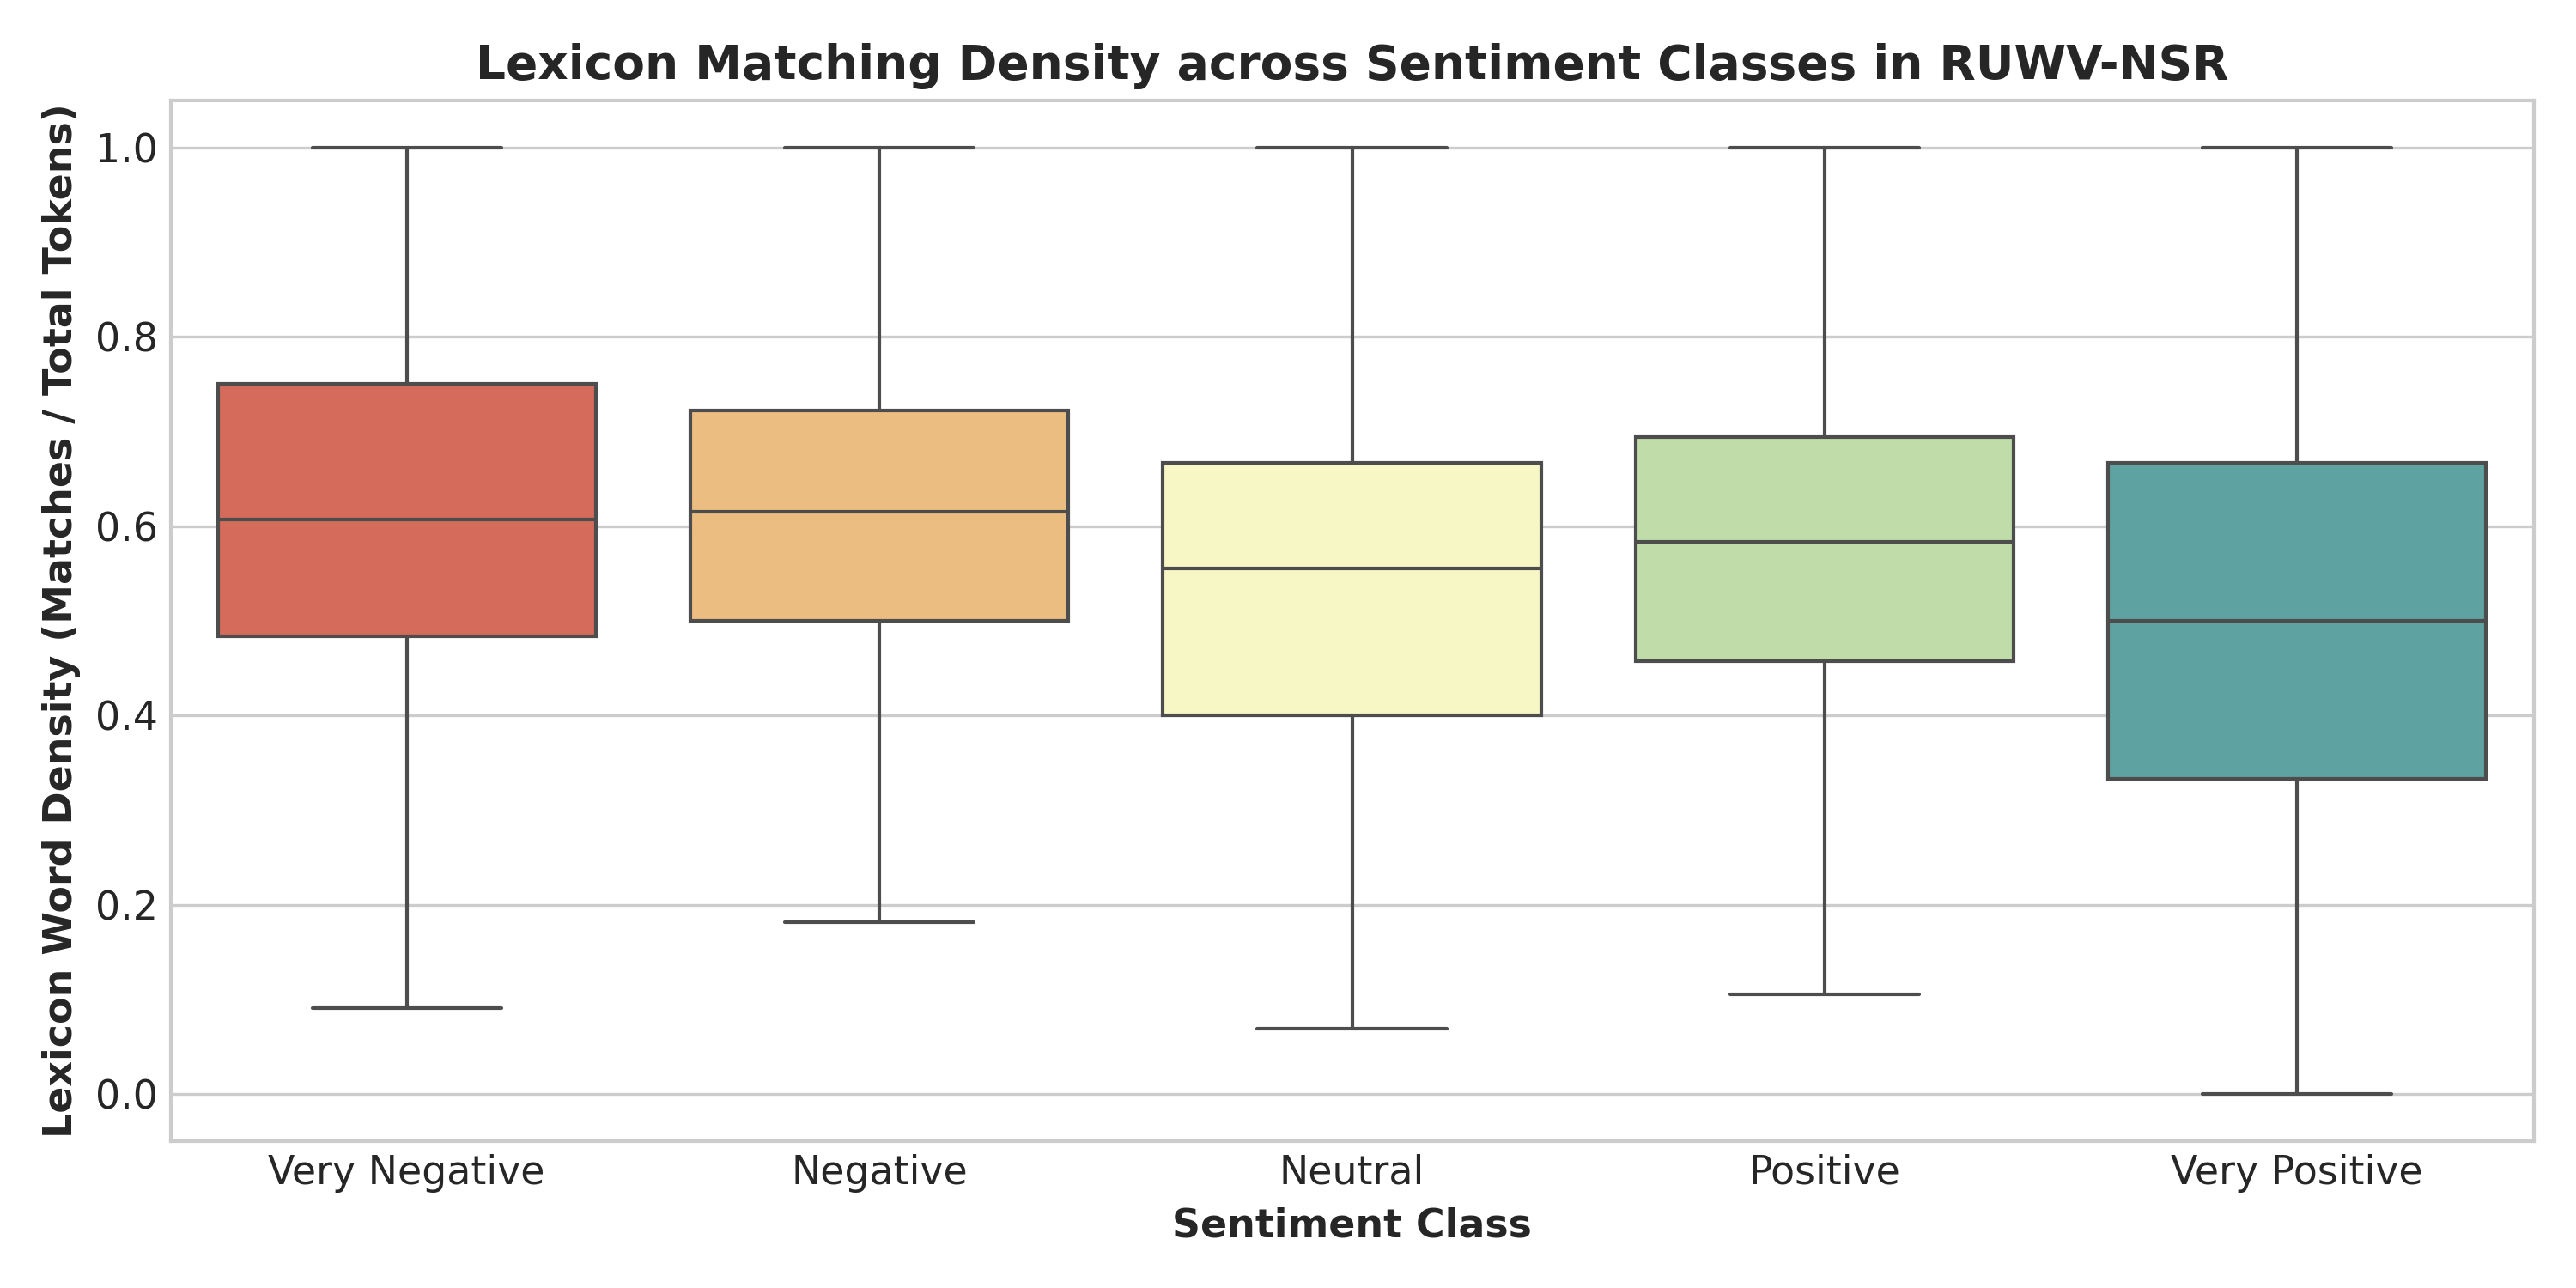 Lexicon Matching Density across Sentiment Classes in RUWV-NSR
Lexicon Word Density (Matches / Total Tokens)
1.0
0.8
0.6
0.4
0.2
0.0
Very Negative Negative Neutral Positive Very Positive
Sentiment Class